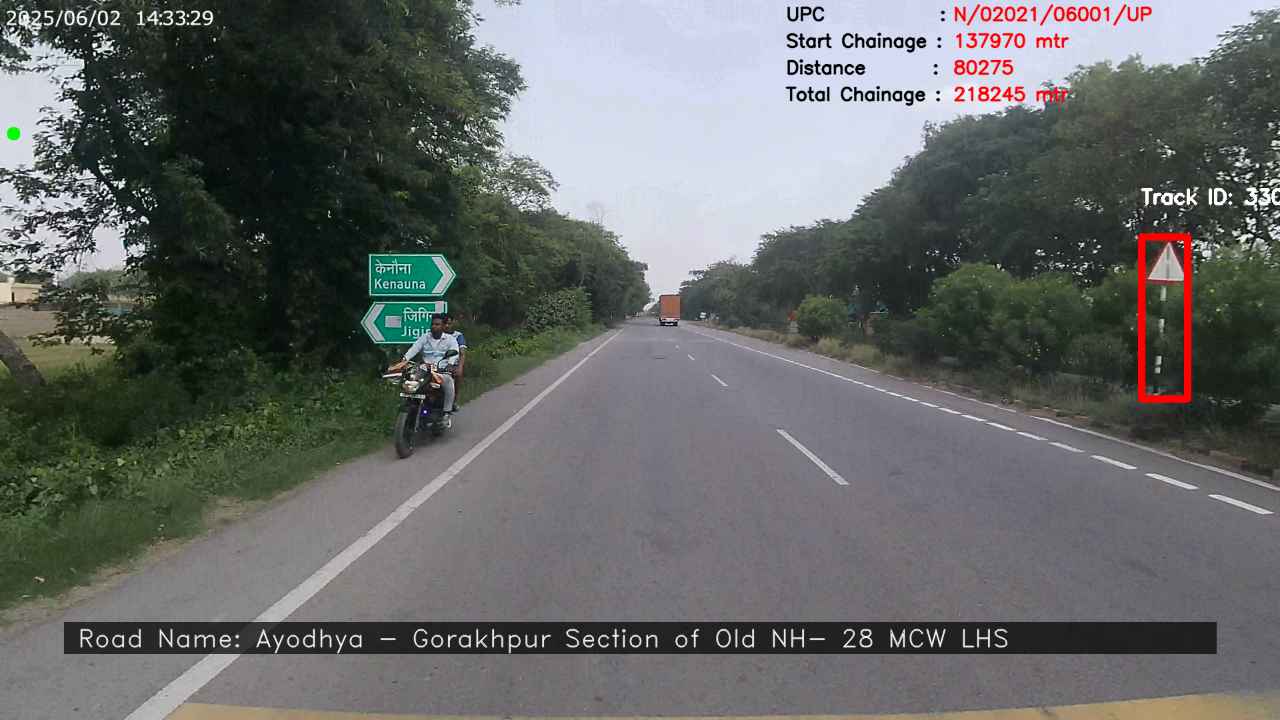 2025/06/02 14:33:29
UPC : N/02021/06001/UP
Start Chainage : 137970 mtr
Distance : 80275
Total Chainage : 218245 mtr
Track ID: 330
केनौना
Kenauna
Road Name: Ayodhya - Gorakhpur Section of Old NH- 28 MCW LHS